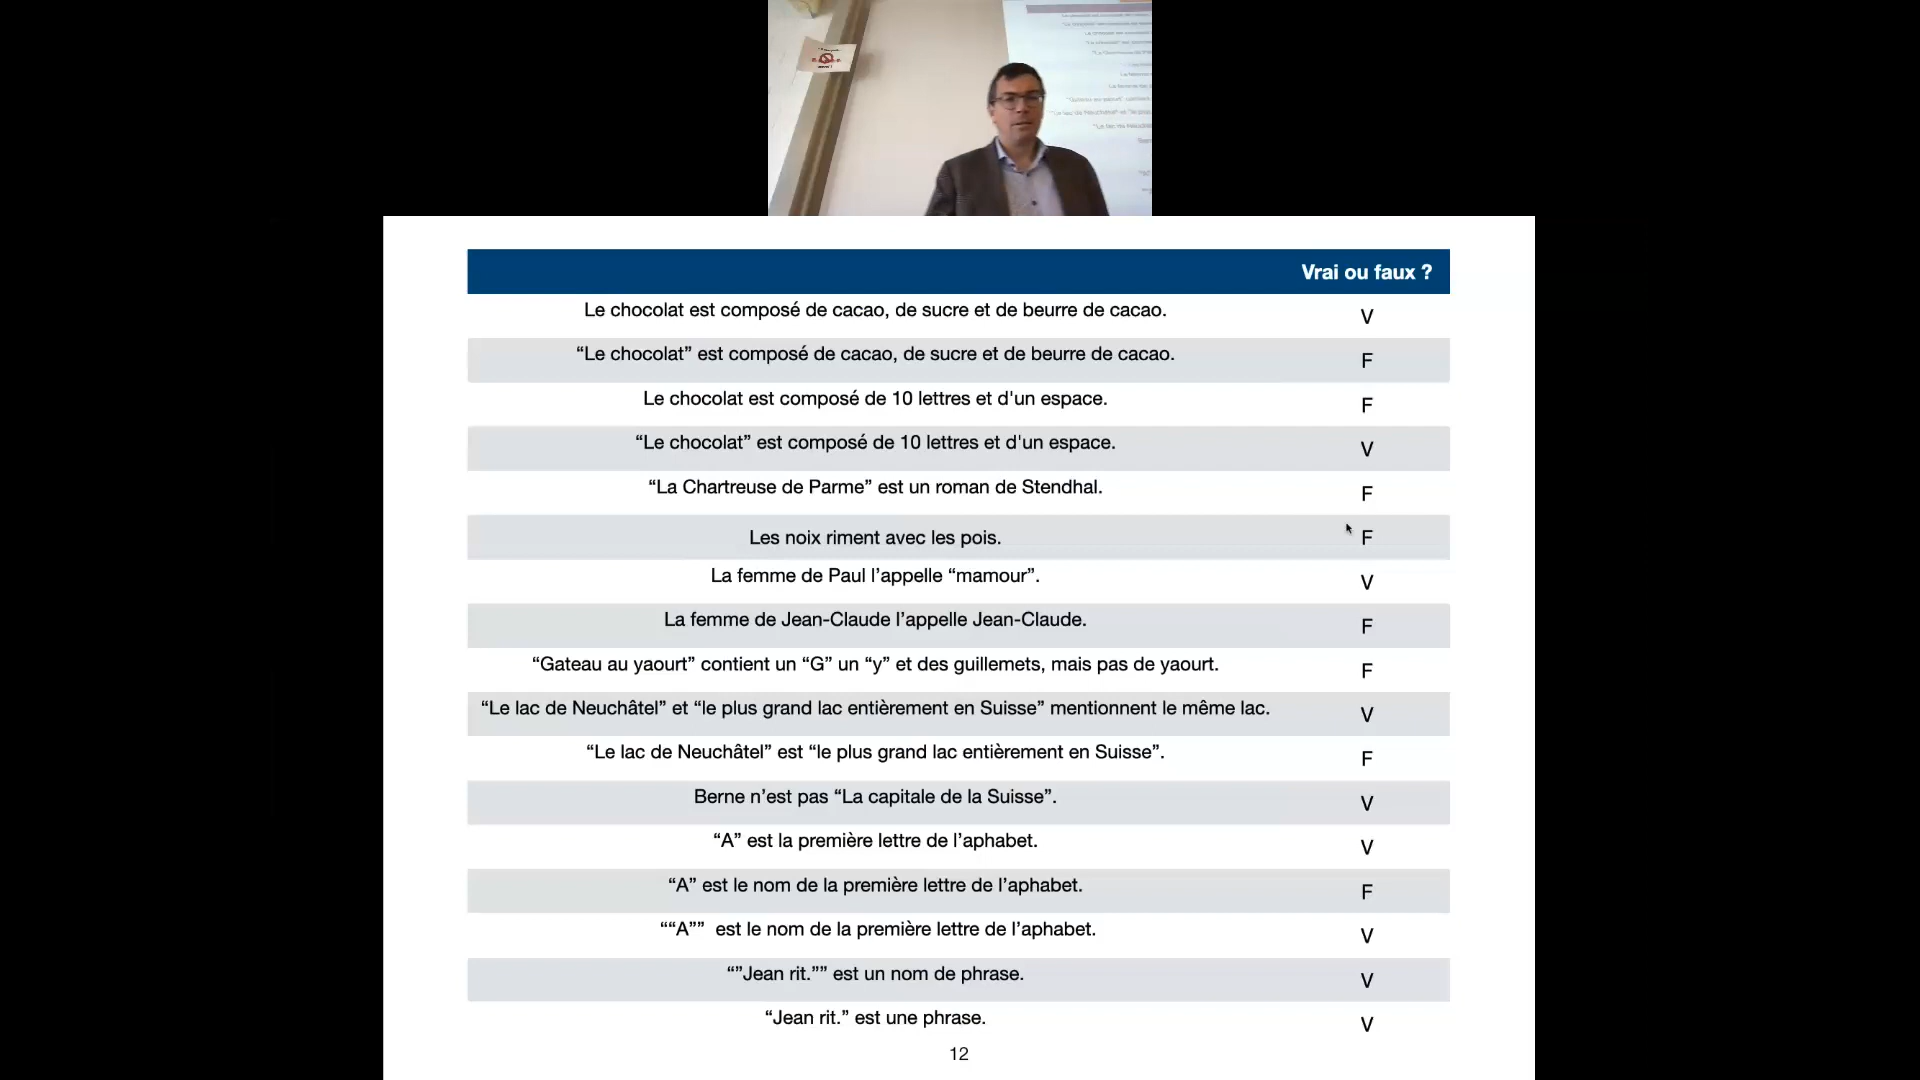 Vrai ou faux ?
Le chocolat est composé de cacao, de sucre et de beurre de cacao. V
“Le chocolat” est composé de cacao, de sucre et de beurre de cacao. F
Le chocolat est composé de 10 lettres et d'un espace. F
“Le chocolat” est composé de 10 lettres et d'un espace. V
“La Chartreuse de Parme” est un roman de Stendhal. F
Les noix riment avec les pois. F
La femme de Paul l’appelle “mamour”. V
La femme de Jean-Claude l’appelle Jean-Claude. F
“Gateau au yaourt” contient un “G” un “y” et des guillemets, mais pas de yaourt. F
“Le lac de Neuchâtel” et “le plus grand lac entièrement en Suisse” mentionnent le même lac. V
“Le lac de Neuchâtel” est “le plus grand lac entièrement en Suisse”. F
Berne n’est pas “La capitale de la Suisse”. V
“A” est la première lettre de l’aphabet. V
“A” est le nom de la première lettre de l’aphabet. F
““A”” est le nom de la première lettre de l’aphabet. V
“”Jean rit.”” est un nom de phrase. V
“Jean rit.” est une phrase. V
12